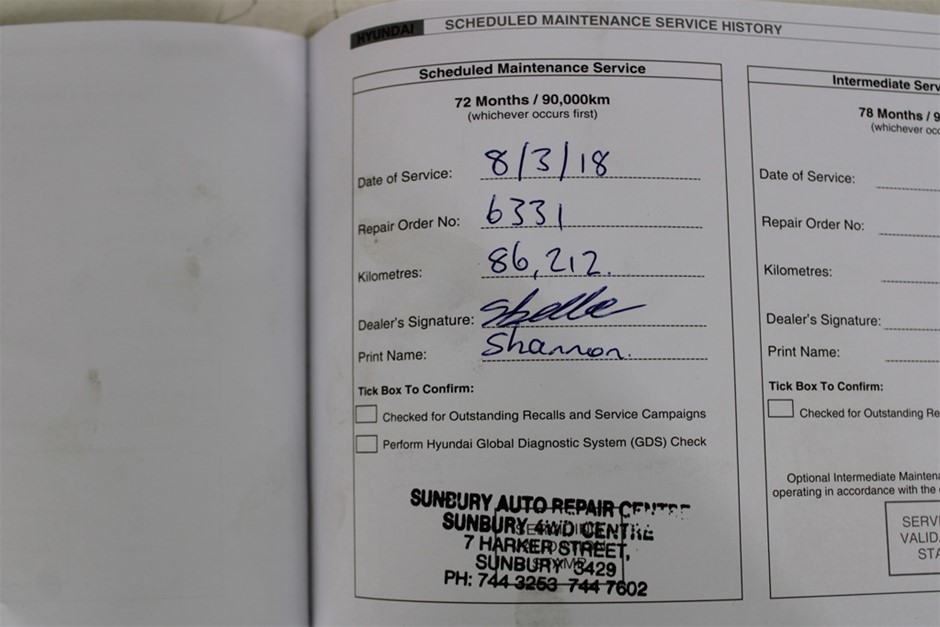 HYUNDAI SCHEDULED MAINTENANCE SERVICE HISTORY
Scheduled Maintenance Service
72 Months / 90,000km
(whichever occurs first)
Date of Service: 8/3/18
Repair Order No: 6331
Kilometres: 86,212.
Dealer's Signature:
Print Name: Shannon.
Tick Box To Confirm:
Checked for Outstanding Recalls and Service Campaigns
Perform Hyundai Global Diagnostic System (GDS) Check
SUNBURY AUTO REPAIR CENTRE
SUNBURY 4WD CENTRE
7 HARKER STREET,
SUNBURY 3429
PH: 744 3253 744 7602
Intermediate Serv
78 Months / 9
(whichever occ
Date of Service:
Repair Order No:
Kilometres:
Dealer's Signature:
Print Name:
Tick Box To Confirm:
Checked for Outstanding Re
Optional Intermediate Maintena
operating in accordance with the
SERVI
VALIDA
STA